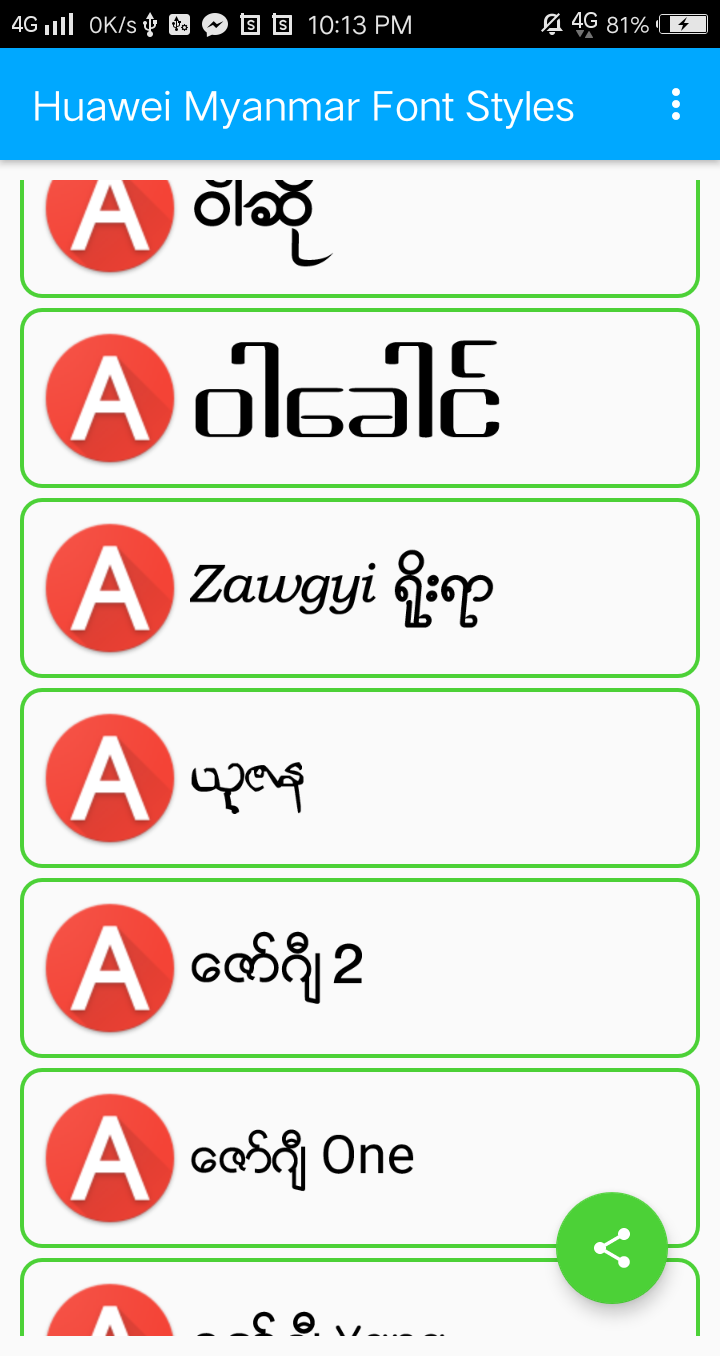 4G 0K/s 10:13 PM 4G 81%
Huawei Myanmar Font Styles
A ဝါဆို
A ဝါခေါင်
A Zawgyi ရိုးရာ
A ယုဇန
A ဇော်ဂျီ 2
A ဇော်ဂျီ One
A